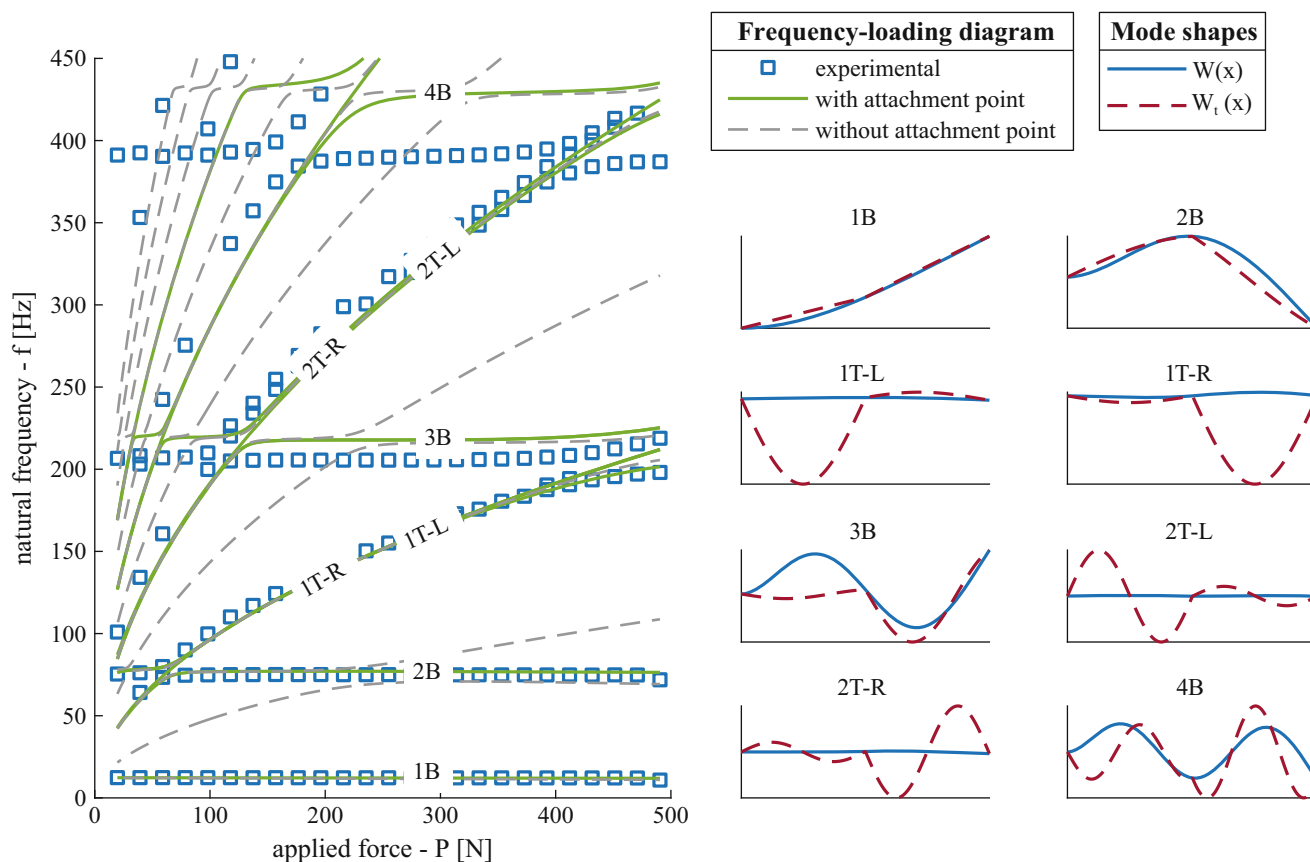 Frequency-loading diagram
experimental
with attachment point
without attachment point
Mode shapes
W(x)
W_t (x)
natural frequency - f [Hz]
450
400
350
300
250
200
150
100
50
0
0 100 200 300 400 500
applied force - P [N]
4B
2T-L
2T-R
3B
1T-L
1T-R
2B
1B
1B 2B
1T-L 1T-R
3B 2T-L
2T-R 4B